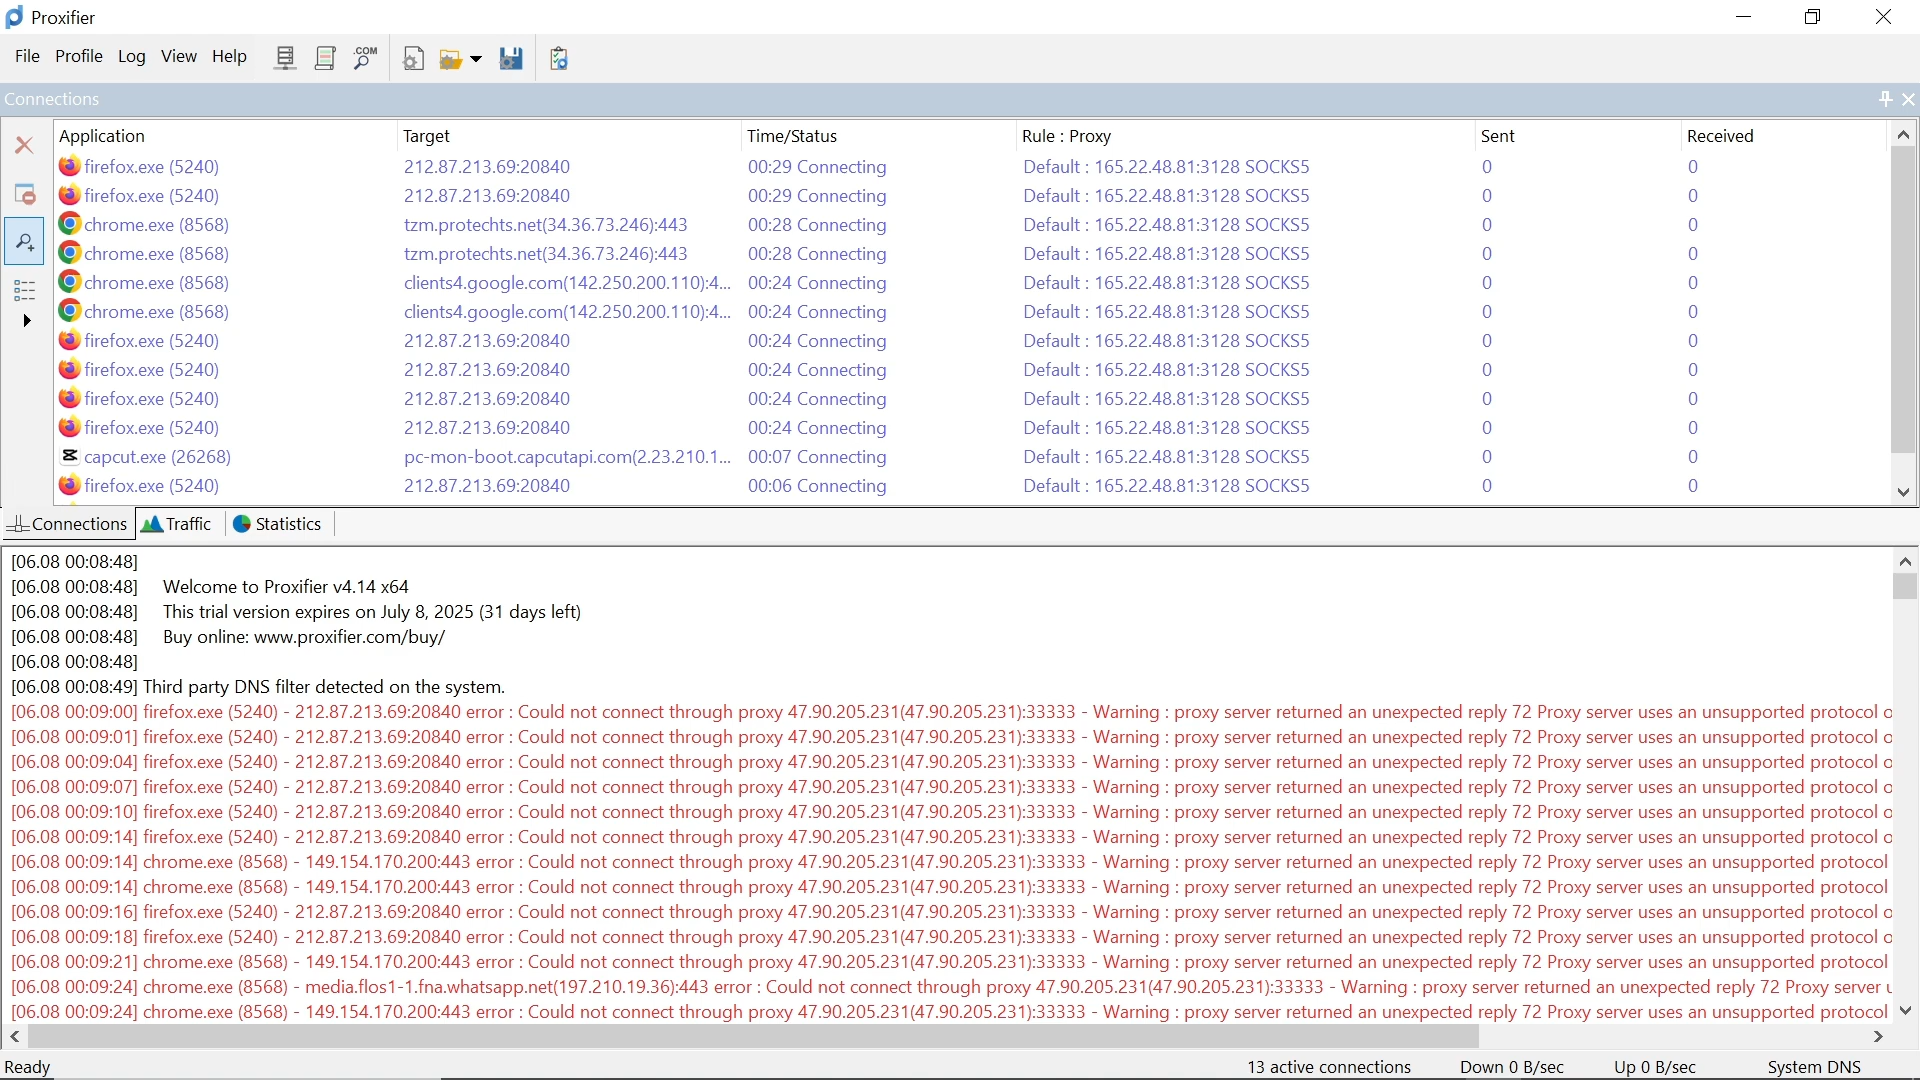 Proxifier
File Profile Log View Help .COM
Connections
Application Target Time/Status Rule : Proxy Sent Received
firefox.exe (5240) 212.87.213.69:20840 00:29 Connecting Default : 165.22.48.81:3128 SOCKS5 0 0
firefox.exe (5240) 212.87.213.69:20840 00:29 Connecting Default : 165.22.48.81:3128 SOCKS5 0 0
chrome.exe (8568) tzm.protechts.net(34.36.73.246):443 00:28 Connecting Default : 165.22.48.81:3128 SOCKS5 0 0
chrome.exe (8568) tzm.protechts.net(34.36.73.246):443 00:28 Connecting Default : 165.22.48.81:3128 SOCKS5 0 0
chrome.exe (8568) clients4.google.com(142.250.200.110):4... 00:24 Connecting Default : 165.22.48.81:3128 SOCKS5 0 0
chrome.exe (8568) clients4.google.com(142.250.200.110):4... 00:24 Connecting Default : 165.22.48.81:3128 SOCKS5 0 0
firefox.exe (5240) 212.87.213.69:20840 00:24 Connecting Default : 165.22.48.81:3128 SOCKS5 0 0
firefox.exe (5240) 212.87.213.69:20840 00:24 Connecting Default : 165.22.48.81:3128 SOCKS5 0 0
firefox.exe (5240) 212.87.213.69:20840 00:24 Connecting Default : 165.22.48.81:3128 SOCKS5 0 0
firefox.exe (5240) 212.87.213.69:20840 00:24 Connecting Default : 165.22.48.81:3128 SOCKS5 0 0
capcut.exe (26268) pc-mon-boot.capcutapi.com(2.23.210.1... 00:07 Connecting Default : 165.22.48.81:3128 SOCKS5 0 0
firefox.exe (5240) 212.87.213.69:20840 00:06 Connecting Default : 165.22.48.81:3128 SOCKS5 0 0
Connections Traffic Statistics
[06.08 00:08:48]
[06.08 00:08:48] Welcome to Proxifier v4.14 x64
[06.08 00:08:48] This trial version expires on July 8, 2025 (31 days left)
[06.08 00:08:48] Buy online: www.proxifier.com/buy/
[06.08 00:08:48]
[06.08 00:08:49] Third party DNS filter detected on the system.
[06.08 00:09:00] firefox.exe (5240) - 212.87.213.69:20840 error : Could not connect through proxy 47.90.205.231(47.90.205.231):33333 - Warning : proxy server returned an unexpected reply 72 Proxy server uses an unsupported protocol o
[06.08 00:09:01] firefox.exe (5240) - 212.87.213.69:20840 error : Could not connect through proxy 47.90.205.231(47.90.205.231):33333 - Warning : proxy server returned an unexpected reply 72 Proxy server uses an unsupported protocol o
[06.08 00:09:04] firefox.exe (5240) - 212.87.213.69:20840 error : Could not connect through proxy 47.90.205.231(47.90.205.231):33333 - Warning : proxy server returned an unexpected reply 72 Proxy server uses an unsupported protocol o
[06.08 00:09:07] firefox.exe (5240) - 212.87.213.69:20840 error : Could not connect through proxy 47.90.205.231(47.90.205.231):33333 - Warning : proxy server returned an unexpected reply 72 Proxy server uses an unsupported protocol o
[06.08 00:09:10] firefox.exe (5240) - 212.87.213.69:20840 error : Could not connect through proxy 47.90.205.231(47.90.205.231):33333 - Warning : proxy server returned an unexpected reply 72 Proxy server uses an unsupported protocol o
[06.08 00:09:14] firefox.exe (5240) - 212.87.213.69:20840 error : Could not connect through proxy 47.90.205.231(47.90.205.231):33333 - Warning : proxy server returned an unexpected reply 72 Proxy server uses an unsupported protocol o
[06.08 00:09:14] chrome.exe (8568) - 149.154.170.200:443 error : Could not connect through proxy 47.90.205.231(47.90.205.231):33333 - Warning : proxy server returned an unexpected reply 72 Proxy server uses an unsupported protocol
[06.08 00:09:14] chrome.exe (8568) - 149.154.170.200:443 error : Could not connect through proxy 47.90.205.231(47.90.205.231):33333 - Warning : proxy server returned an unexpected reply 72 Proxy server uses an unsupported protocol
[06.08 00:09:16] firefox.exe (5240) - 212.87.213.69:20840 error : Could not connect through proxy 47.90.205.231(47.90.205.231):33333 - Warning : proxy server returned an unexpected reply 72 Proxy server uses an unsupported protocol o
[06.08 00:09:18] firefox.exe (5240) - 212.87.213.69:20840 error : Could not connect through proxy 47.90.205.231(47.90.205.231):33333 - Warning : proxy server returned an unexpected reply 72 Proxy server uses an unsupported protocol o
[06.08 00:09:21] chrome.exe (8568) - 149.154.170.200:443 error : Could not connect through proxy 47.90.205.231(47.90.205.231):33333 - Warning : proxy server returned an unexpected reply 72 Proxy server uses an unsupported protocol
[06.08 00:09:24] chrome.exe (8568) - media.flos1-1.fna.whatsapp.net(197.210.19.36):443 error : Could not connect through proxy 47.90.205.231(47.90.205.231):33333 - Warning : proxy server returned an unexpected reply 72 Proxy server u
[06.08 00:09:24] chrome.exe (8568) - 149.154.170.200:443 error : Could not connect through proxy 47.90.205.231(47.90.205.231):33333 - Warning : proxy server returned an unexpected reply 72 Proxy server uses an unsupported protocol
Ready 13 active connections Down 0 B/sec Up 0 B/sec System DNS